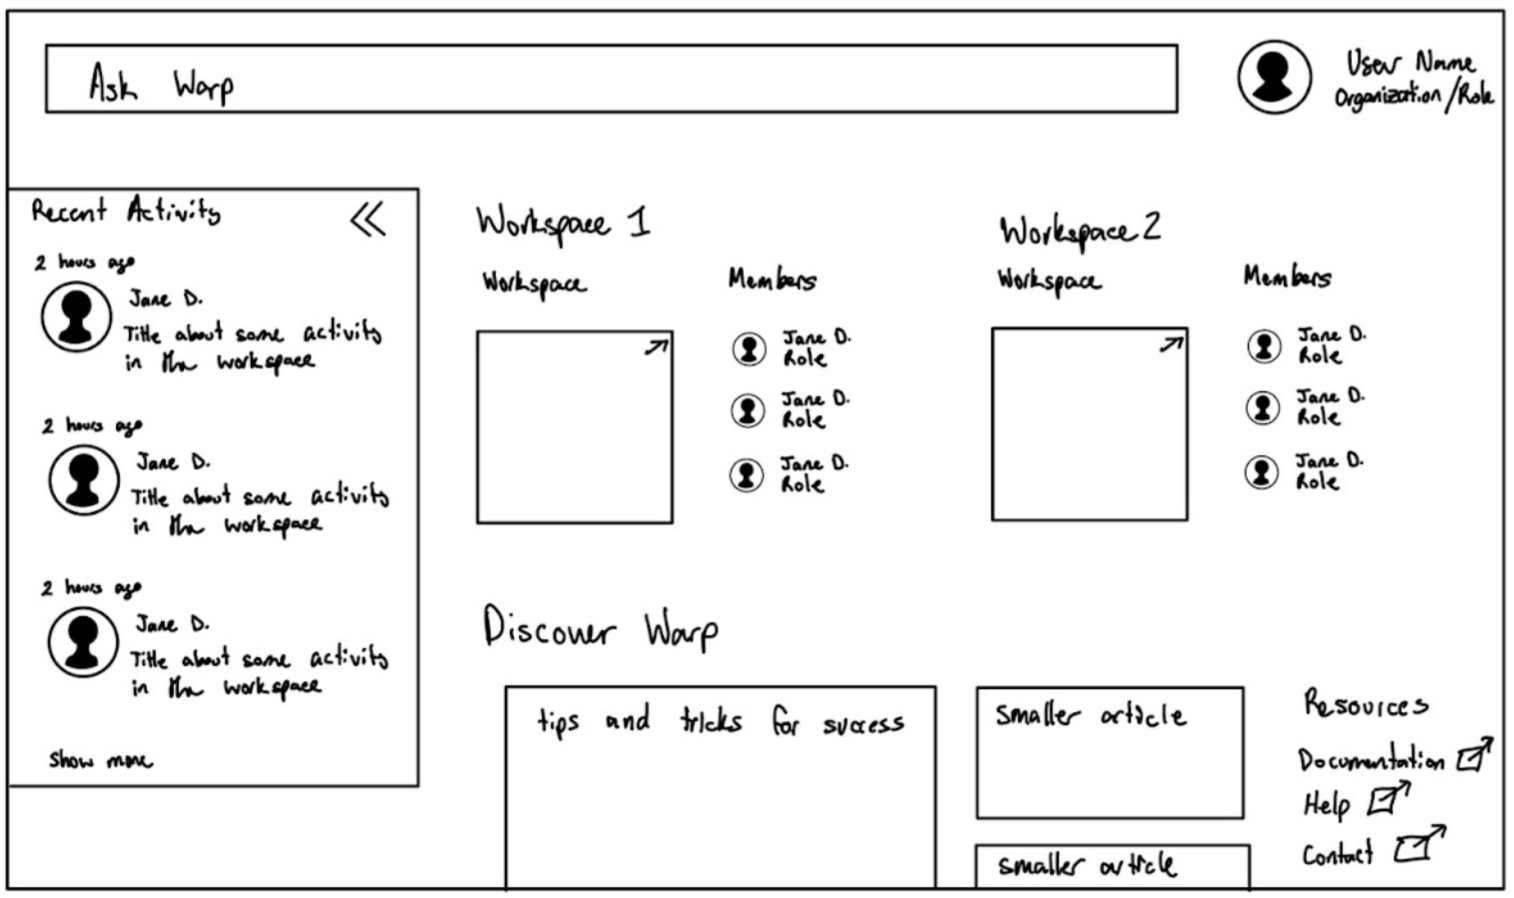 Ask Warp
User Name
Organization/Role
Recent Activity
2 hours ago
Jane D.
Title about some activity
in the workspace
2 hours ago
Jane D.
Title about some activity
in the workspace
2 hours ago
Jane D.
Title about some activity
in the workspace
Show more
Workspace 1
Workspace
Members
Jane D.
Role
Jane D.
Role
Jane D.
Role
Workspace 2
Workspace
Members
Jane D.
Role
Jane D.
Role
Jane D.
Role
Discover Warp
tips and tricks for success
smaller article
smaller article
Resources
Documentation
Help
Contact